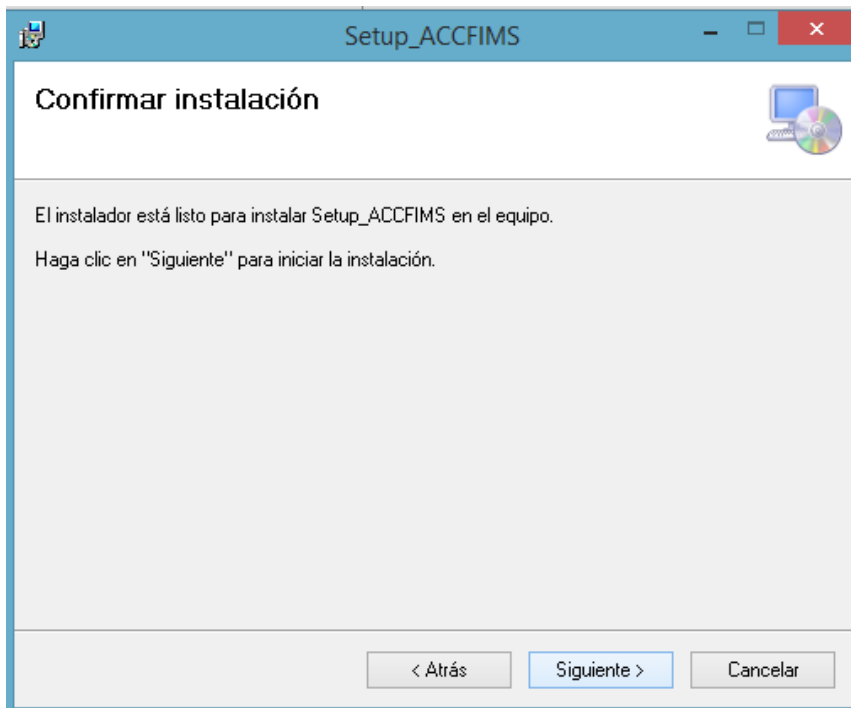 Setup_ACCFIMS
Confirmar instalación
El instalador está listo para instalar Setup_ACCFIMS en el equipo.
Haga clic en "Siguiente" para iniciar la instalación.
< Atrás
Siguiente >
Cancelar